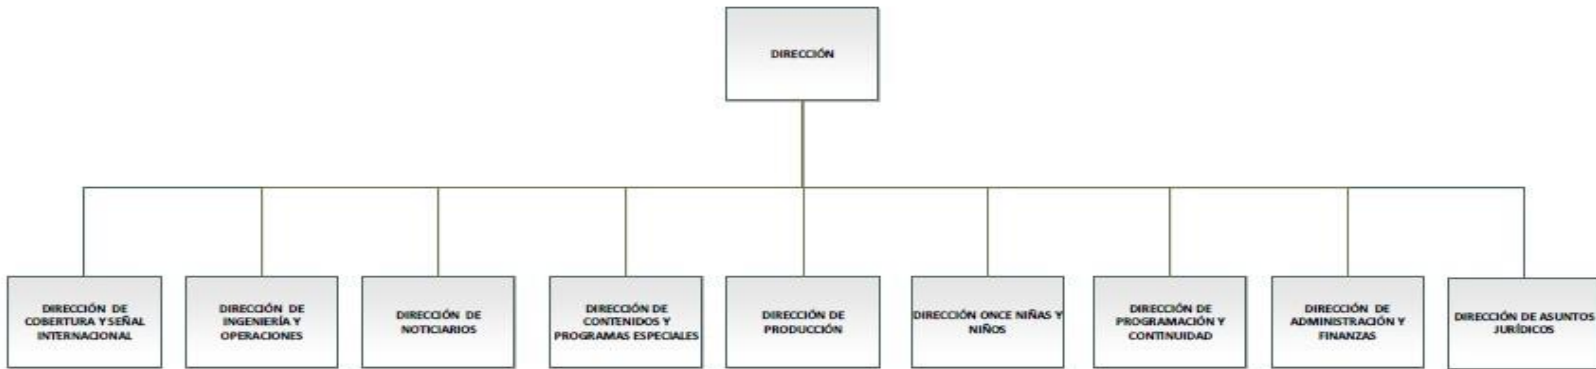 DIRECCIÓN
DIRECCIÓN DE
COBERTURA Y SEÑAL
INTERNACIONAL
DIRECCIÓN DE
INGENIERÍA Y
OPERACIONES
DIRECCIÓN DE
NOTICIARIOS
DIRECCIÓN DE
CONTENIDOS Y
PROGRAMAS ESPECIALES
DIRECCIÓN DE
PRODUCCIÓN
DIRECCIÓN ONCE NIÑAS Y
NIÑOS
DIRECCIÓN DE
PROGRAMACIÓN Y
CONTINUIDAD
DIRECCIÓN DE
ADMINISTRACIÓN Y
FINANZAS
DIRECCIÓN DE ASUNTOS
JURÍDICOS